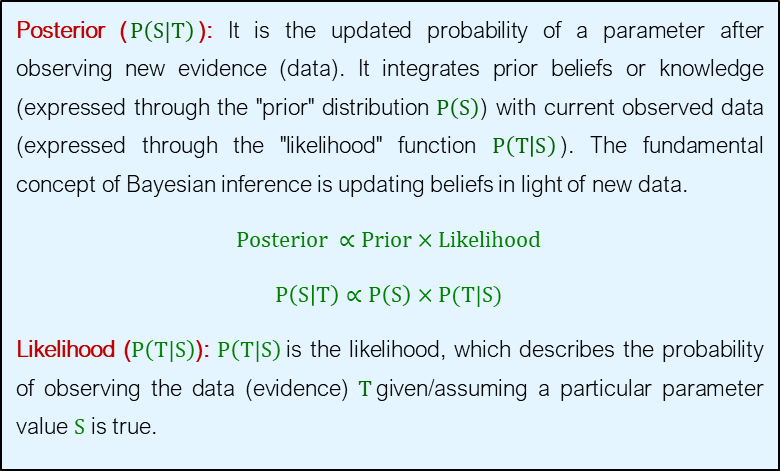 Posterior (P(S|T)): It is the updated probability of a parameter after
observing new evidence (data). It integrates prior beliefs or knowledge
(expressed through the "prior" distribution P(S)) with current observed data
(expressed through the "likelihood" function P(T|S)). The fundamental
concept of Bayesian inference is updating beliefs in light of new data.
Posterior ∝ Prior × Likelihood
P(S|T) ∝ P(S) × P(T|S)
Likelihood (P(T|S)): P(T|S) is the likelihood, which describes the probability
of observing the data (evidence) T given/assuming a particular parameter
value S is true.